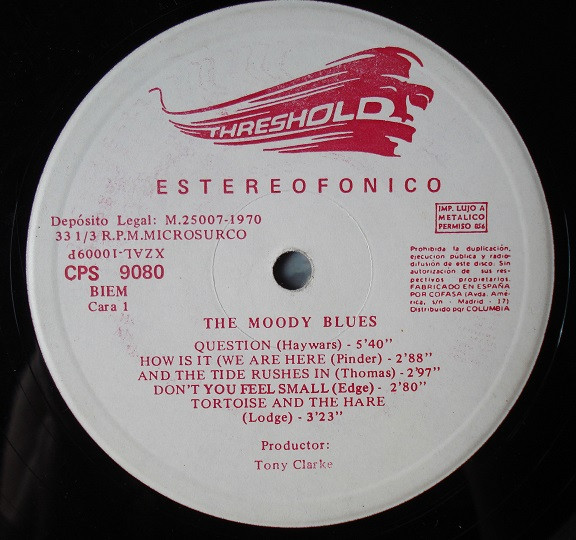 THRESHOLD
ESTEREOFONICO
Depósito Legal: M.25007-1970
33 1/3 R.P.M.MICROSURCO
XZAL-10009P
CPS 9080
BIEM
Cara 1
IMP. LUJO A
METALICO
PERMISO 056
Prohibida la duplicación,
ejecución pública y radio-
difusión de este disco. Sin
autorización de sus res-
pectivos propietarios.
FABRICADO EN ESPAÑA
POR COFASA (Avda. Amé-
rica, s/n - Madrid - 17)
Distribuido por COLUMBIA
THE MOODY BLUES
QUESTION (Haywars) - 5'40"
HOW IS IT (WE ARE HERE (Pinder) - 2'88"
AND THE TIDE RUSHES IN (Thomas) - 2'97"
DON'T YOU FEEL SMALL (Edge) - 2'80"
TORTOISE AND THE HARE
(Lodge) - 3'23"
Productor:
Tony Clarke